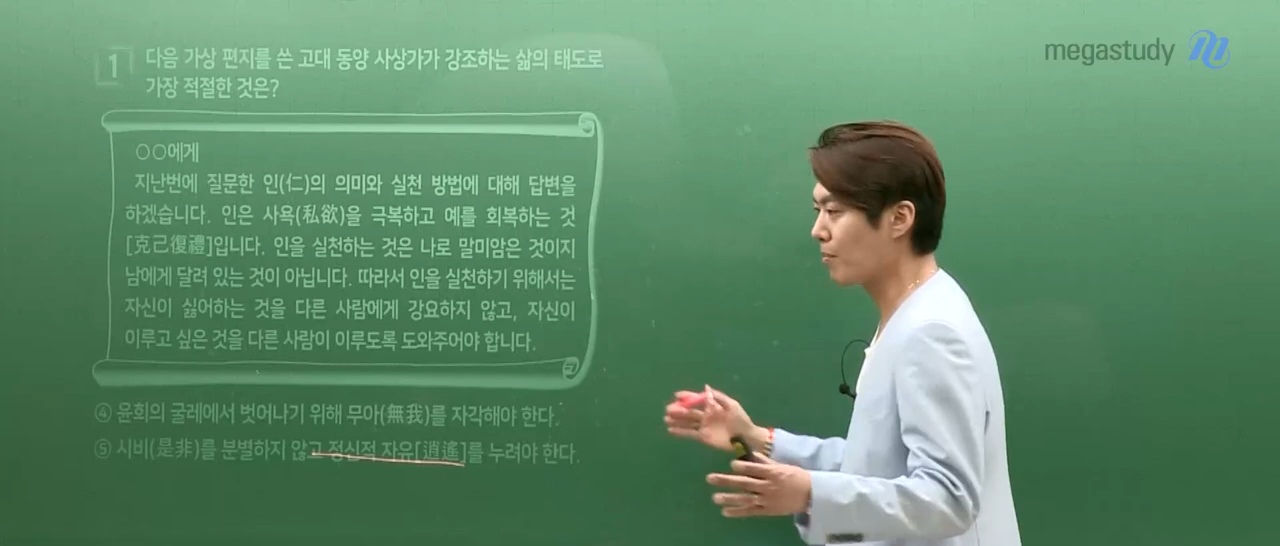 megastudy
1
다음 가상 편지를 쓴 고대 동양 사상가가 강조하는 삶의 태도로
가장 적절한 것은?
○○에게
지난번에 질문한 인(仁)의 의미와 실천 방법에 대해 답변을
하겠습니다. 인은 사욕(私欲)을 극복하고 예를 회복하는 것
[克己復禮]입니다. 인을 실천하는 것은 나로 말미암은 것이지
남에게 달려 있는 것이 아닙니다. 따라서 인을 실천하기 위해서는
자신이 싫어하는 것을 다른 사람에게 강요하지 않고, 자신이
이루고 싶은 것을 다른 사람이 이루도록 도와주어야 합니다.
④ 윤회의 굴레에서 벗어나기 위해 무아(無我)를 자각해야 한다.
⑤ 시비(是非)를 분별하지 않고 정신적 자유[逍遙]를 누려야 한다.